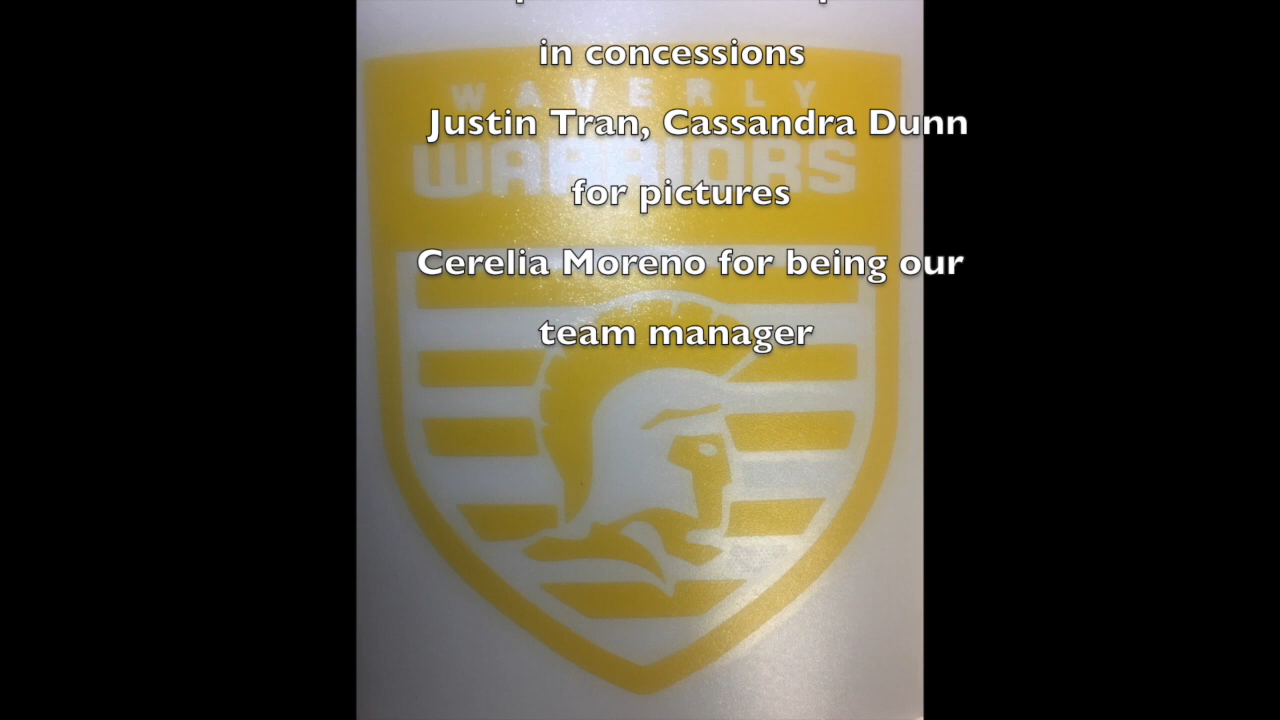 in concessions
WAVERLY
Justin Tran, Cassandra Dunn
WARRIORS
for pictures
Cerelia Moreno for being our
team manager